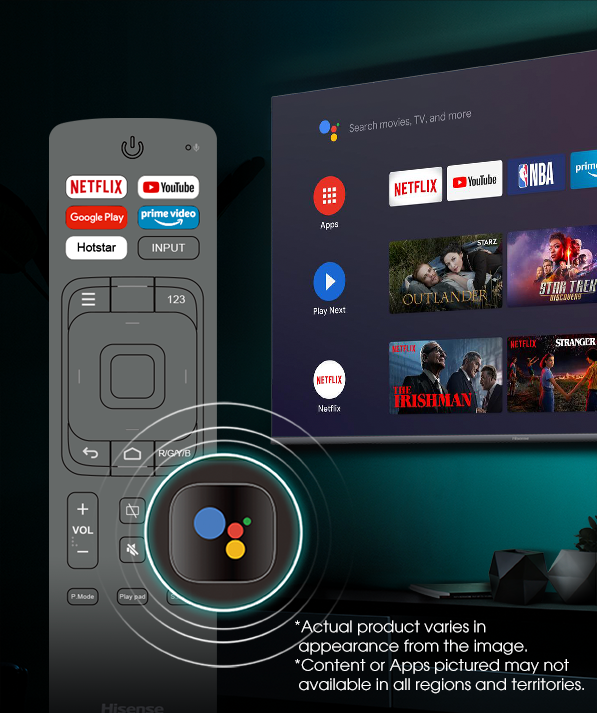 NETFLIX
YouTube
Google Play
prime video
Hotstar
INPUT
123
R/G/Y/B
+
VOL
−
P.Mode
Play pad
Hisense
Search movies, TV, and more
Apps
NETFLIX
YouTube
NBA
prime
Play Next
STARZ
OUTLANDER
STAR TREK
DISCOVERY
NETFLIX
Netflix
NETFLIX
THE
IRISHMAN
NETFLIX
STRANGER
Hisense
*Actual product varies in
appearance from the image.
*Content or Apps pictured may not
available in all regions and territories.